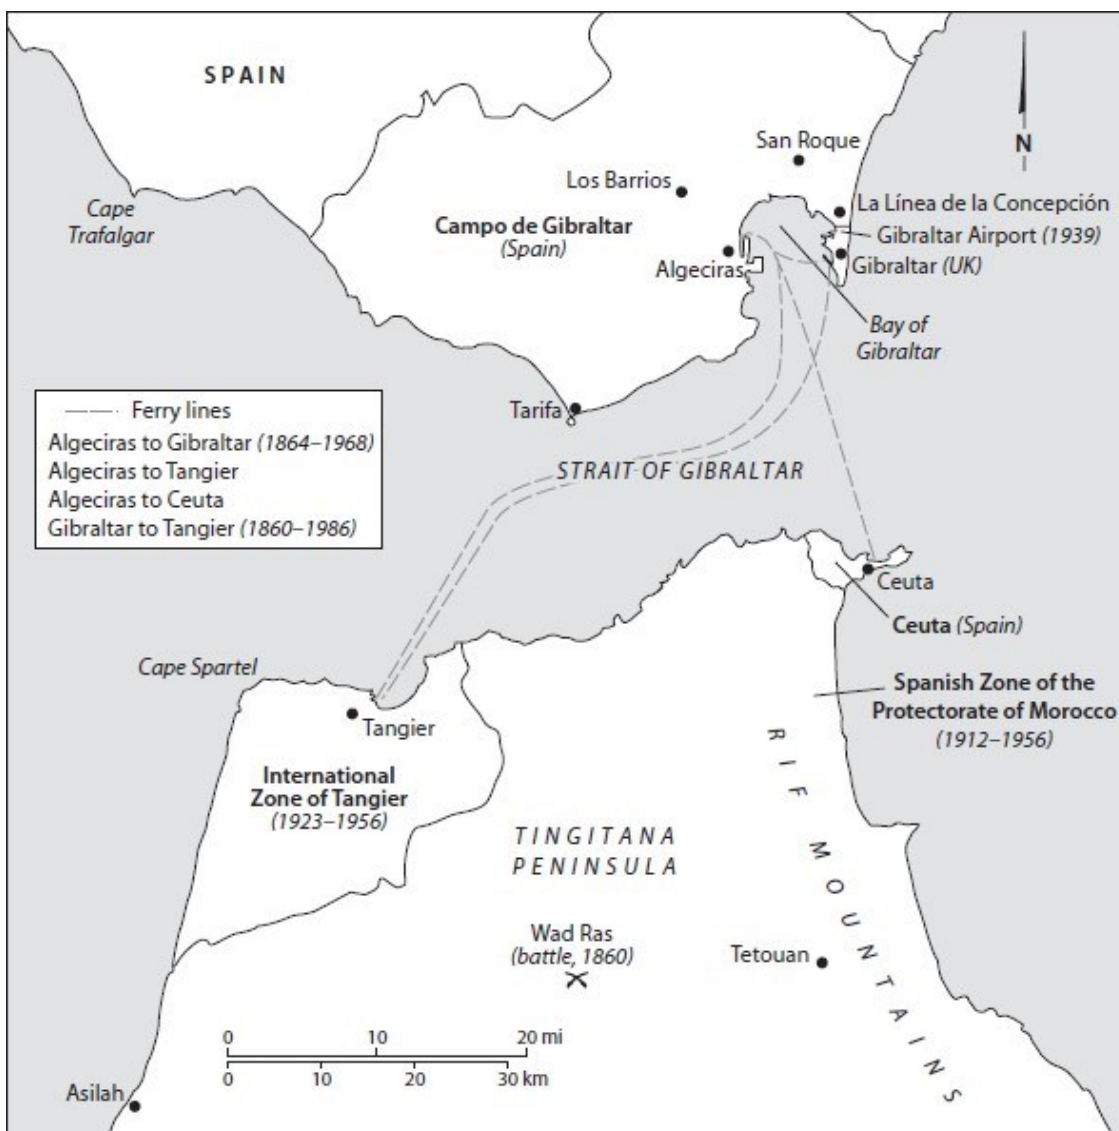 SPAIN
San Roque
N
Los Barrios
Cape
Trafalgar
La Línea de la Concepción
Campo de Gibraltar
(Spain)
Gibraltar Airport (1939)
Algeciras
Gibraltar (UK)
Bay of
Gibraltar
Tarifa
Ferry lines
Algeciras to Gibraltar (1864–1968)
Algeciras to Tangier
Algeciras to Ceuta
Gibraltar to Tangier (1860–1986)
STRAIT OF GIBRALTAR
Ceuta
Ceuta (Spain)
Cape Spartel
Spanish Zone of the
Protectorate of Morocco
(1912–1956)
Tangier
International
Zone of Tangier
(1923–1956)
RIF MOUNTAINS
TINGITANA
PENINSULA
Wad Ras
(battle, 1860)
Tetouan
0 10 20 mi
0 10 20 30 km
Asilah